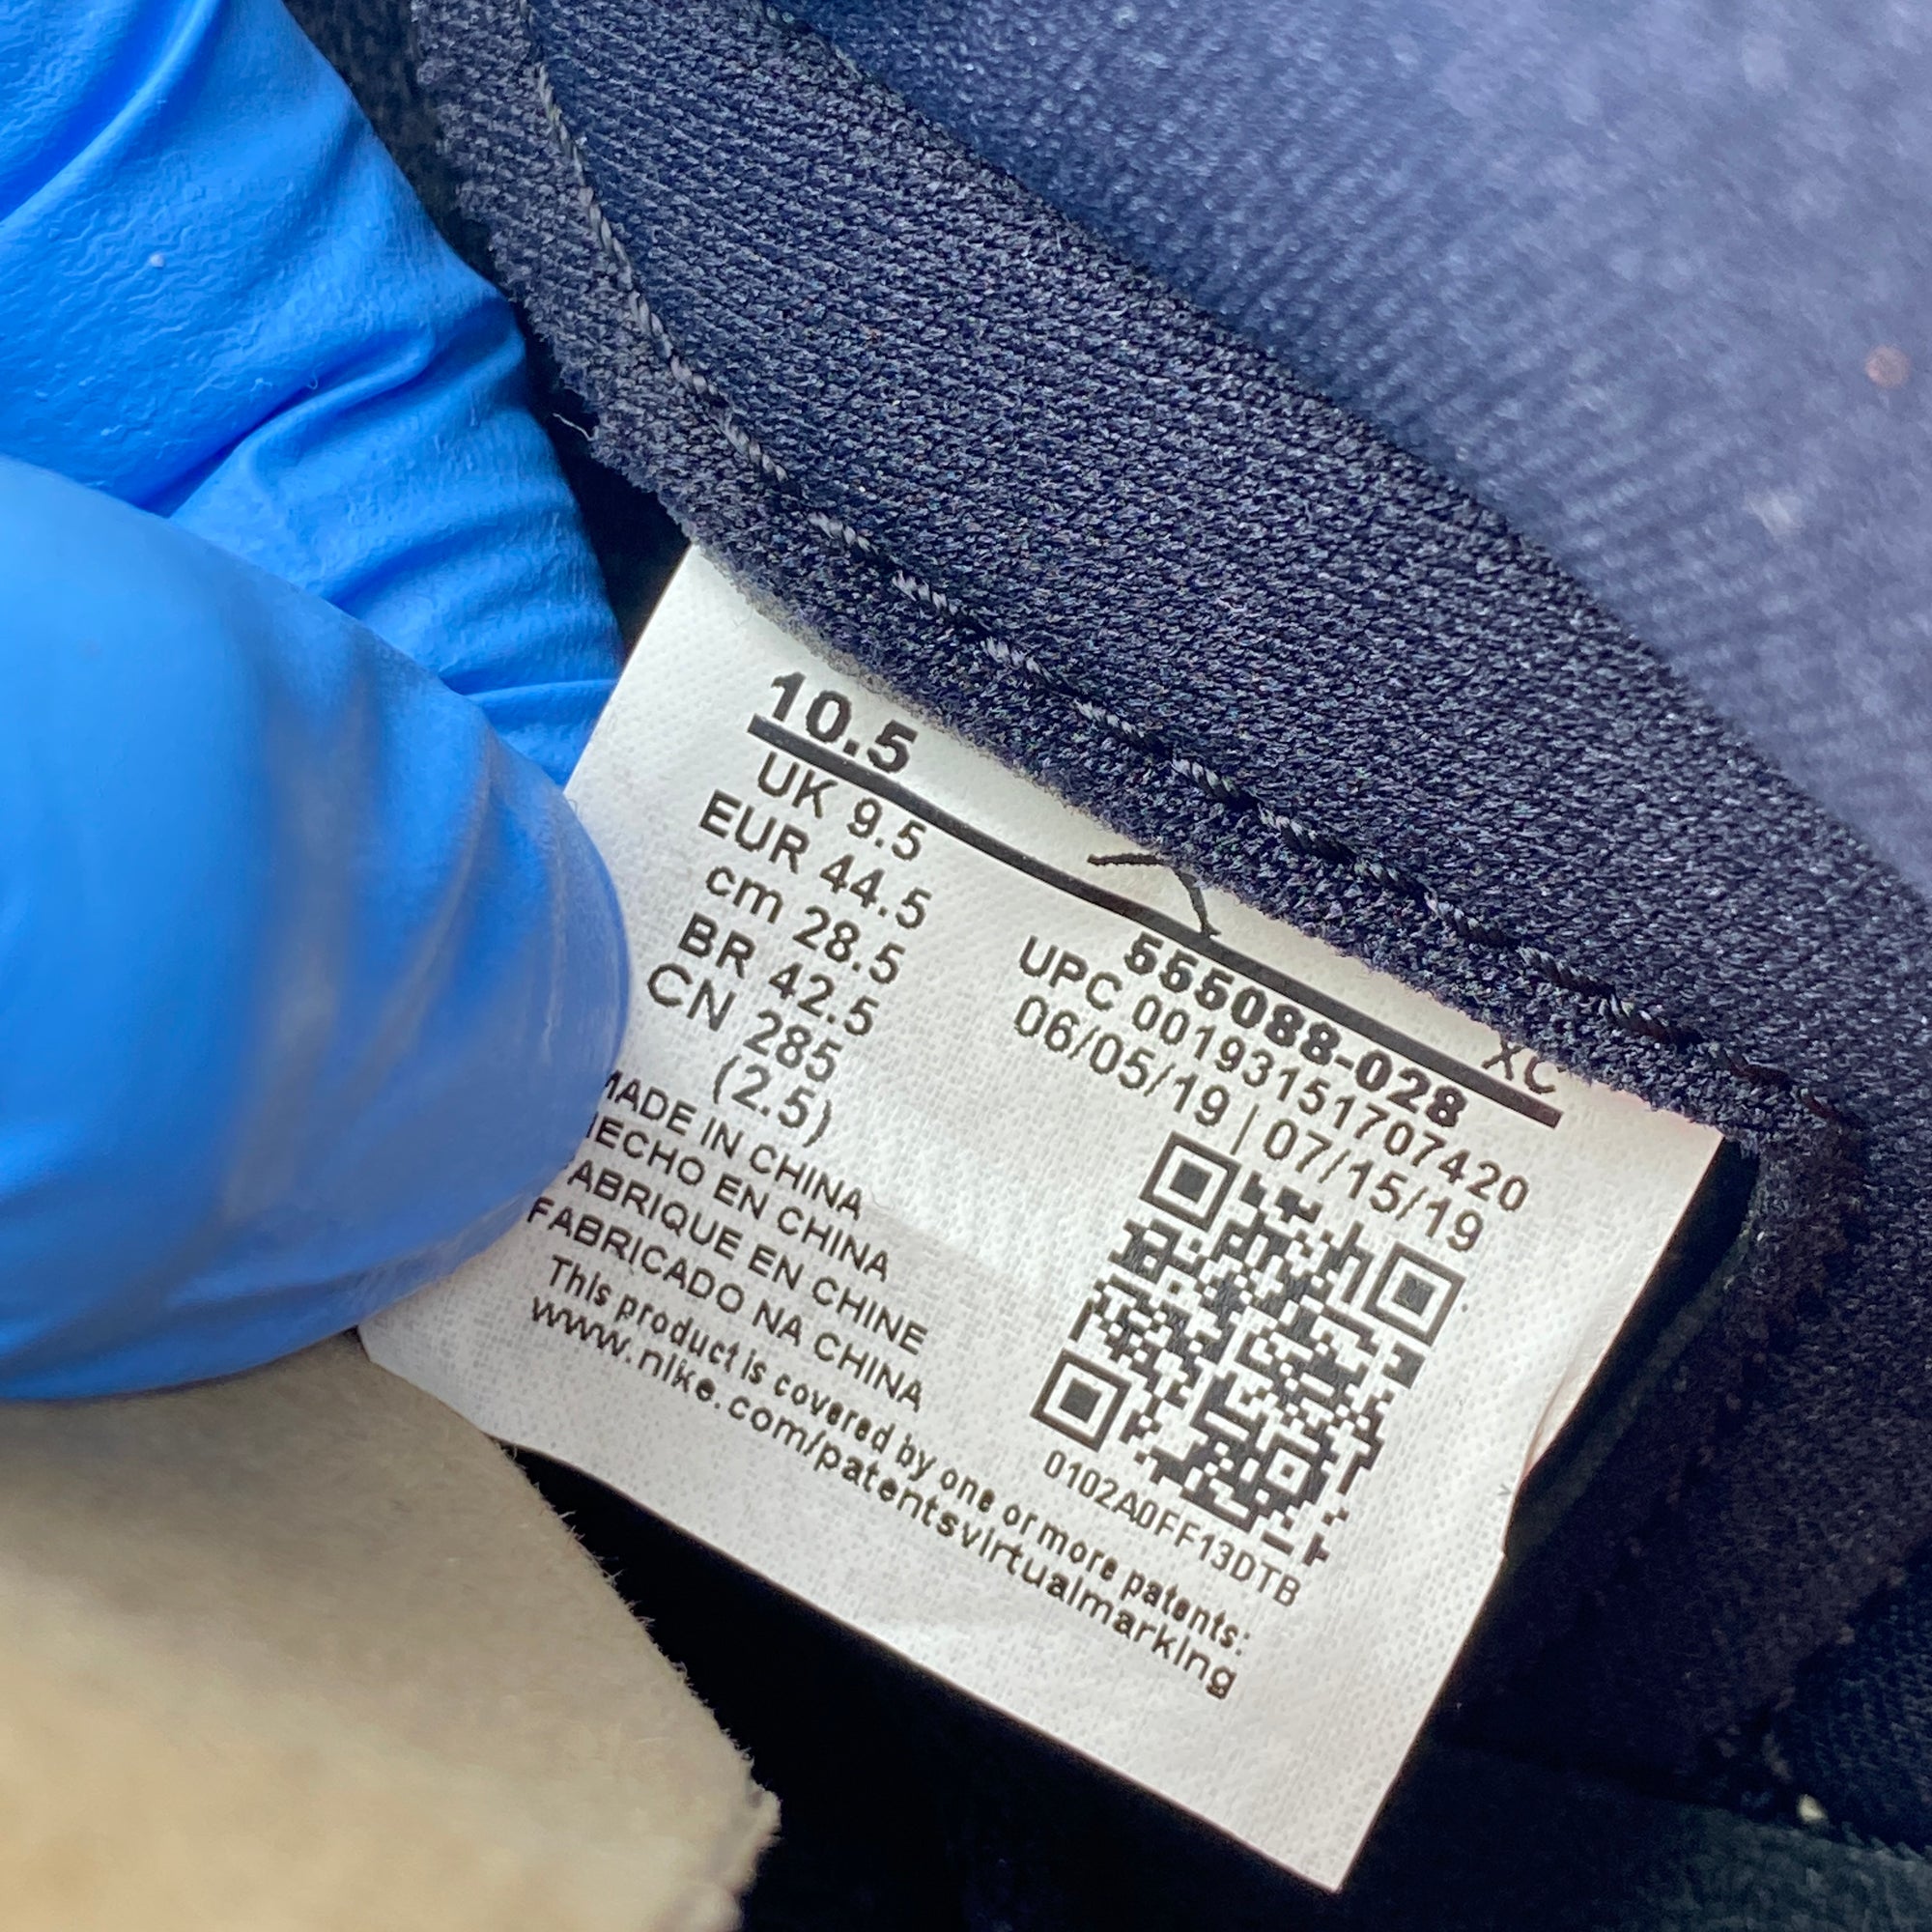 10.5
UK 9.5
EUR 44.5
cm 28.5
BR 42.5
CN 285
(2.5)
XC
555088-028
UPC 00193151707420
06/05/19 | 07/15/19
MADE IN CHINA
HECHO EN CHINA
FABRIQUE EN CHINE
FABRICADO NA CHINA
0102A0FF13DTB
This product is covered by one or more patents:
www.nike.com/patentsvirtualmarking